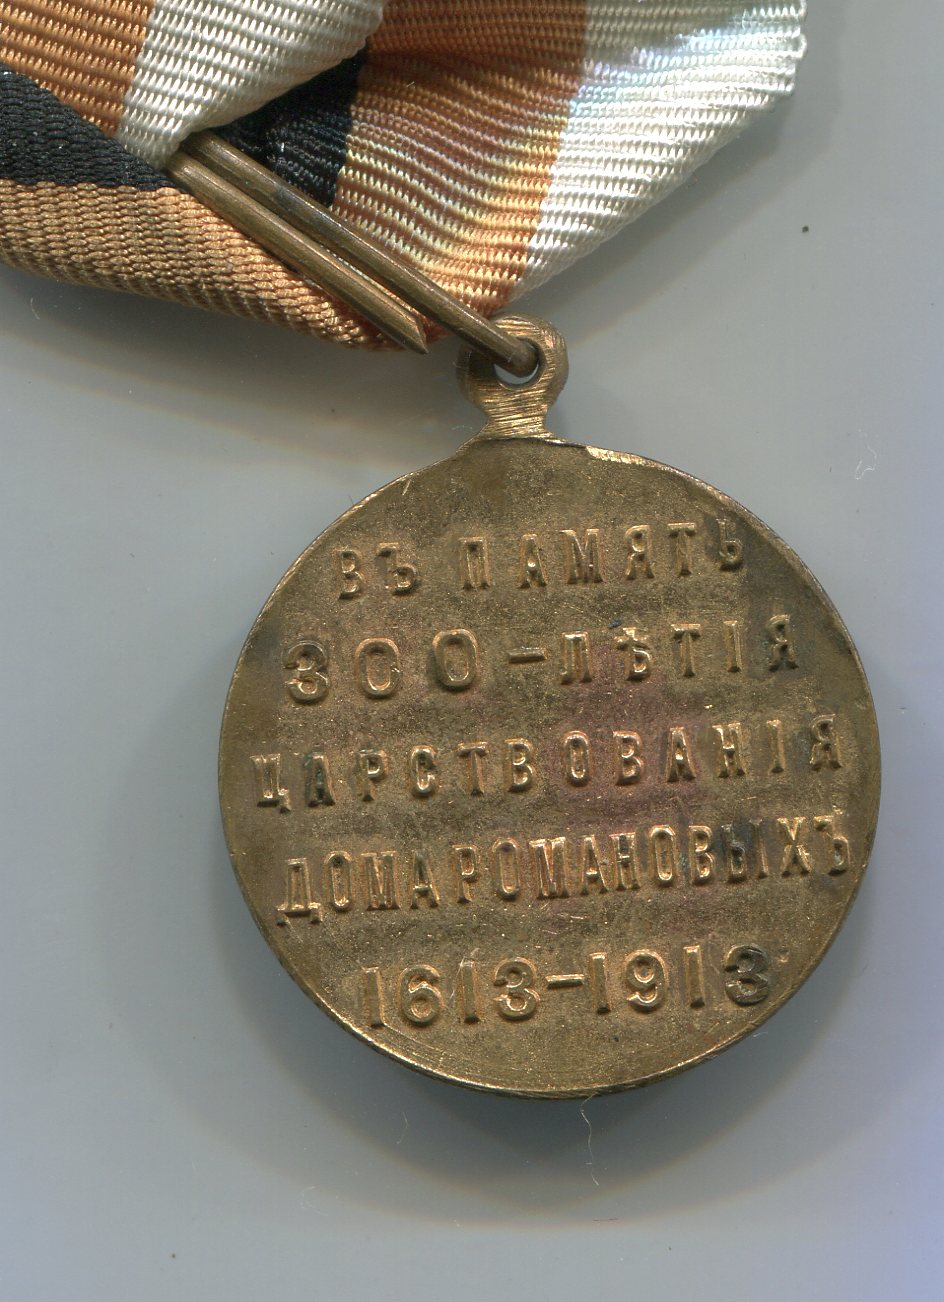 ВЪ ПАМЯТЬ
300-ЛѢТІЯ
ЦАРСТВОВАНІЯ
ДОМА РОМАНОВЫХЪ
1613-1913